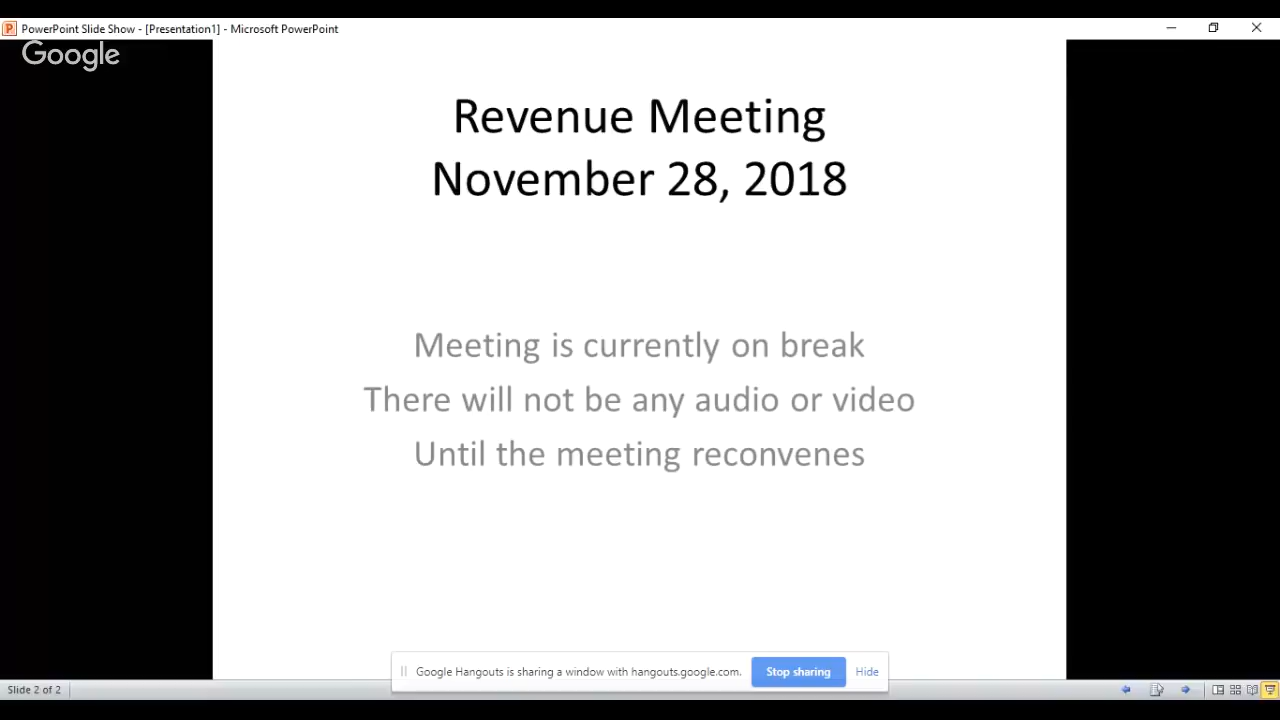 PowerPoint Slide Show - [Presentation1] - Microsoft PowerPoint
Google
Revenue Meeting
November 28, 2018
Meeting is currently on break
There will not be any audio or video
Until the meeting reconvenes
Google Hangouts is sharing a window with hangouts.google.com. Stop sharing Hide
Slide 2 of 2